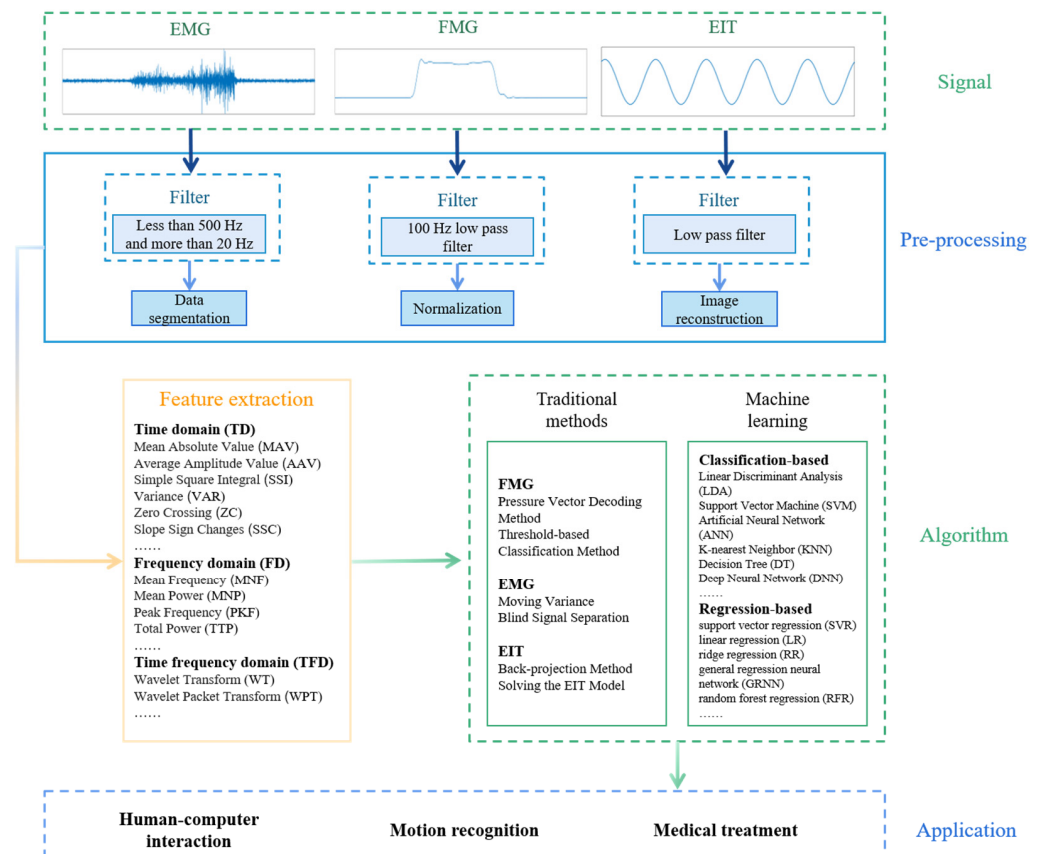 EMG
FMG
EIT
Signal
Filter
Less than 500 Hz
and more than 20 Hz
Data
segmentation
Filter
100 Hz low pass
filter
Normalization
Filter
Low pass filter
Image
reconstruction
Pre-processing
Feature extraction
Time domain (TD)
Mean Absolute Value (MAV)
Average Amplitude Value (AAV)
Simple Square Integral (SSI)
Variance (VAR)
Zero Crossing (ZC)
Slope Sign Changes (SSC)
......
Frequency domain (FD)
Mean Frequency (MNF)
Mean Power (MNP)
Peak Frequency (PKF)
Total Power (TTP)
......
Time frequency domain (TFD)
Wavelet Transform (WT)
Wavelet Packet Transform (WPT)
......
Traditional
methods
FMG
Pressure Vector Decoding
Method
Threshold-based
Classification Method
EMG
Moving Variance
Blind Signal Separation
EIT
Back-projection Method
Solving the EIT Model
Machine
learning
Classification-based
Linear Discriminant Analysis
(LDA)
Support Vector Machine (SVM)
Artificial Neural Network
(ANN)
K-nearest Neighbor (KNN)
Decision Tree (DT)
Deep Neural Network (DNN)
......
Regression-based
support vector regression (SVR)
linear regression (LR)
ridge regression (RR)
general regression neural
network (GRNN)
random forest regression (RFR)
......
Algorithm
Human-computer
interaction
Motion recognition
Medical treatment
Application